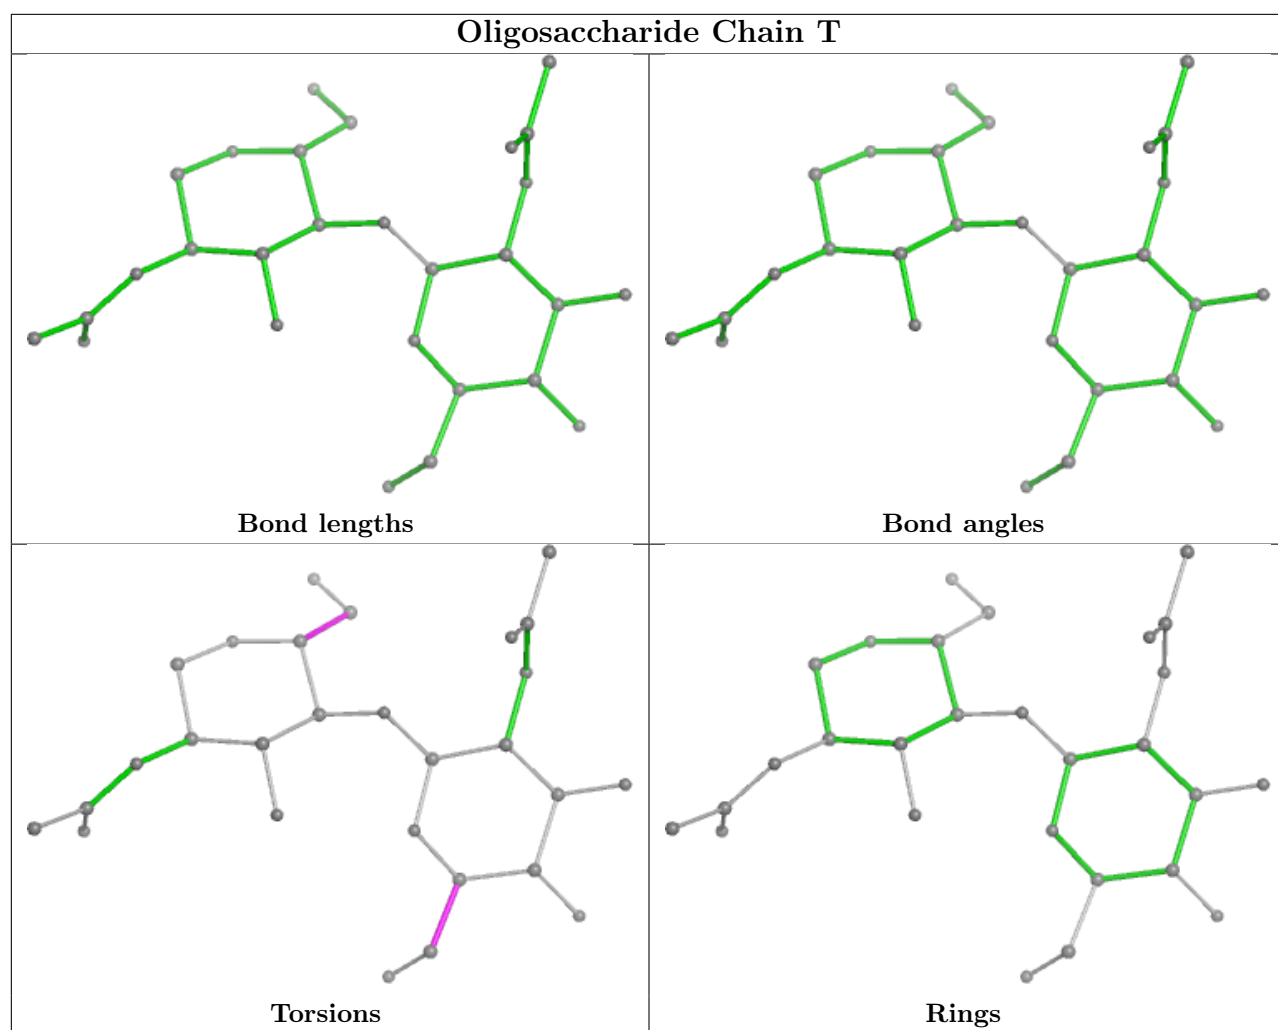 Oligosaccharide Chain T
Bond lengths
Bond angles
Torsions
Rings